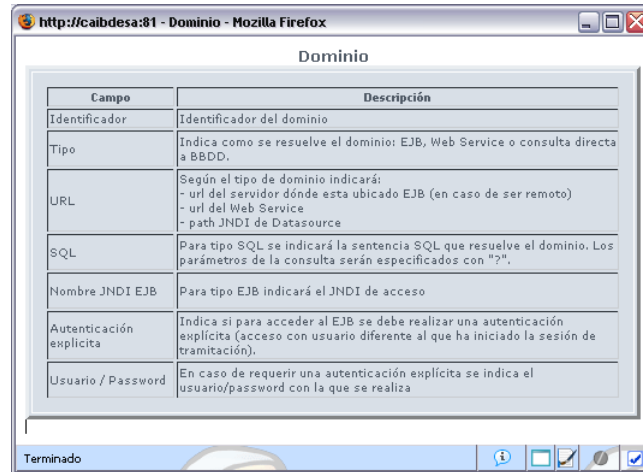 http://caibdesa:81 - Dominio - Mozilla Firefox
Dominio
Campo Descripción
Identificador Identificador del dominio
Tipo Indica como se resuelve el dominio: EJB, Web Service o consulta directa
a BBDD.
URL Según el tipo de dominio indicará:
- url del servidor dónde esta ubicado EJB (en caso de ser remoto)
- url del Web Service
- path JNDI de Datasource
SQL Para tipo SQL se indicará la sentencia SQL que resuelve el dominio. Los
parámetros de la consulta serán especificados con "?".
Nombre JNDI EJB Para tipo EJB indicará el JNDI de acceso
Autenticación
explicita
Indica si para acceder al EJB se debe realizar una autenticación
explícita (acceso con usuario diferente al que ha iniciado la sesión de
tramitación).
Usuario / Password En caso de requerir una autenticación explícita se indica el
usuario/password con la que se realiza
Terminado